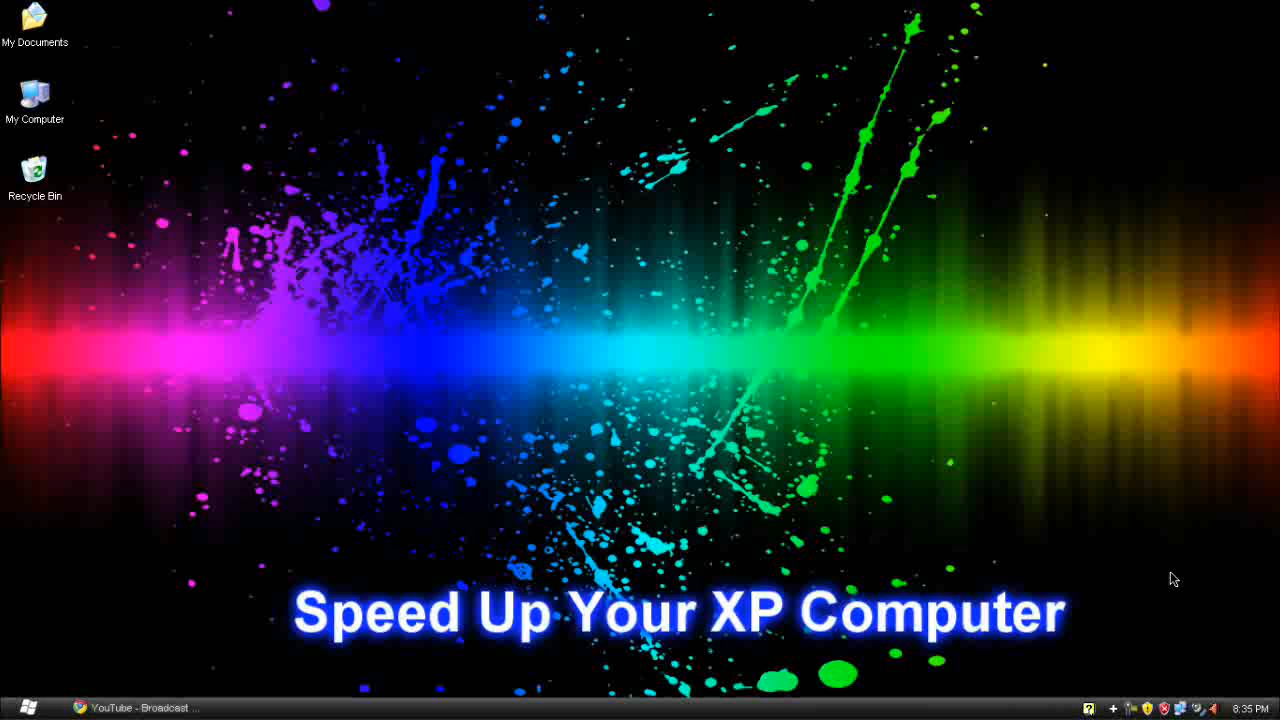 My Documents
My Computer
Recycle Bin
Speed Up Your XP Computer
YouTube - Broadcast ...
8:35 PM